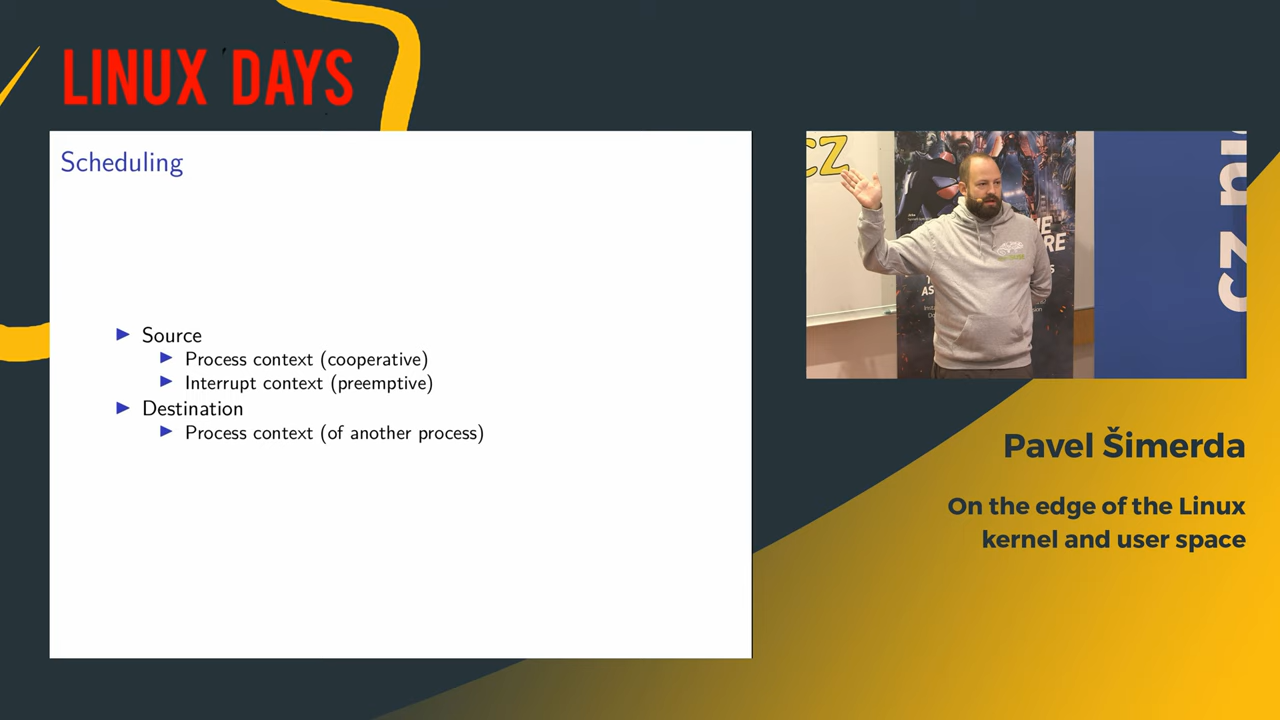 LINUX DAYS
Scheduling
Source
Process context (cooperative)
Interrupt context (preemptive)
Destination
Process context (of another process)
CZ
Pavel Šimerda
On the edge of the Linux
kernel and user space